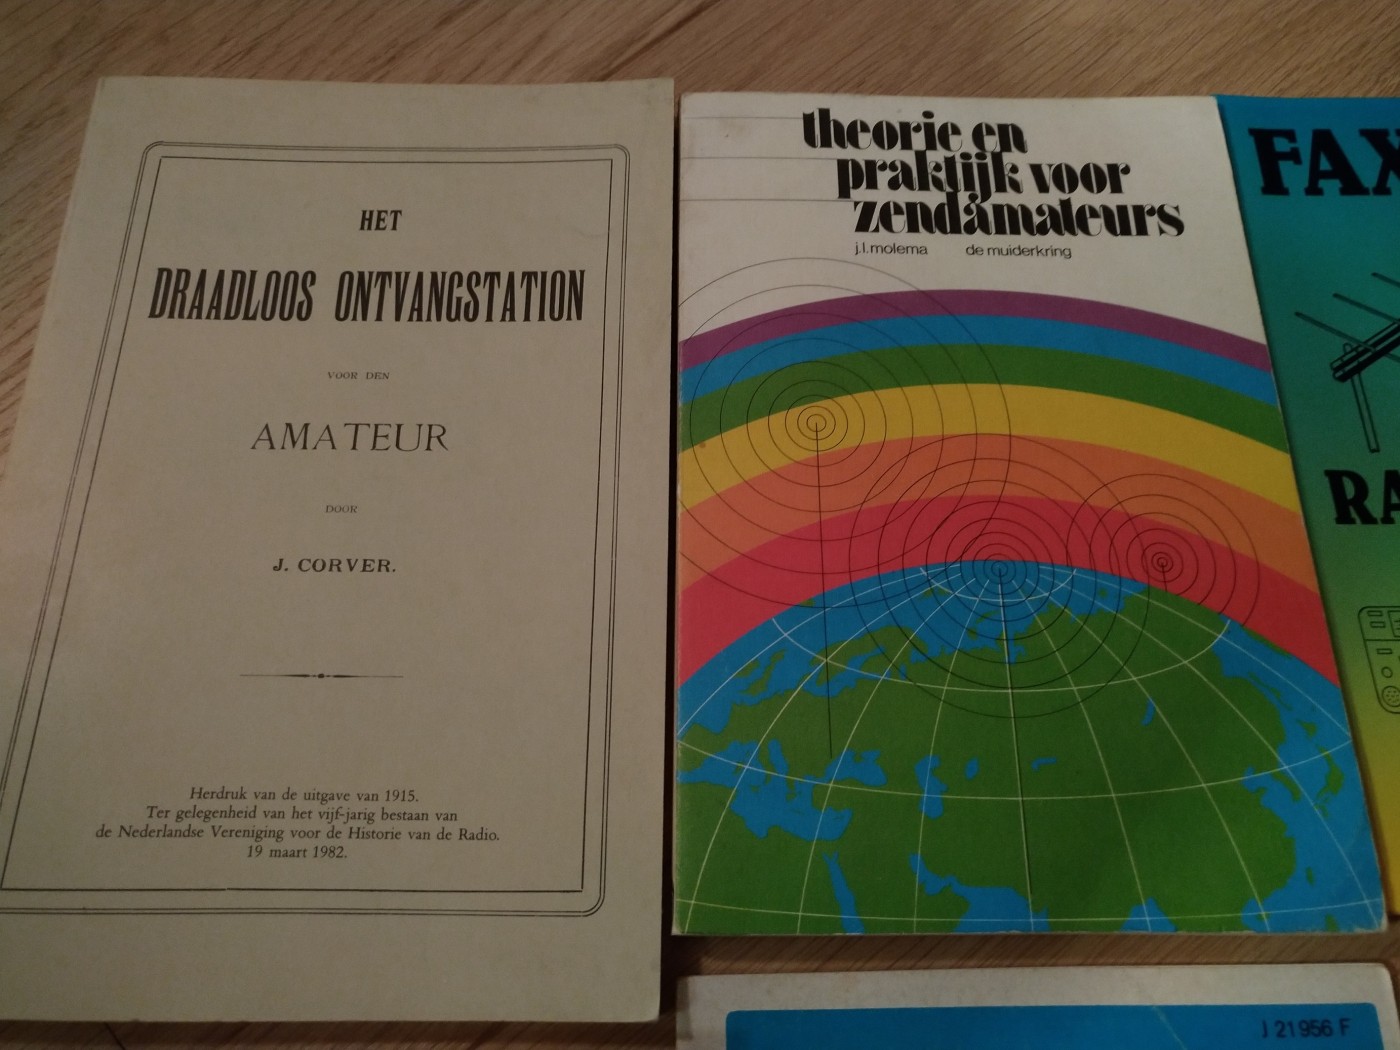 HET
DRAADLOOS ONTVANGSTATION
VOOR DEN
AMATEUR
DOOR
J. CORVER.
Herdruk van de uitgave van 1915.
Ter gelegenheid van het vijf-jarig bestaan van
de Nederlandse Vereniging voor de Historie van de Radio.
19 maart 1982.
theorie en
praktijk voor
zendamateurs
j.l. molema de muiderkring
FAX
RA
J 21956 F